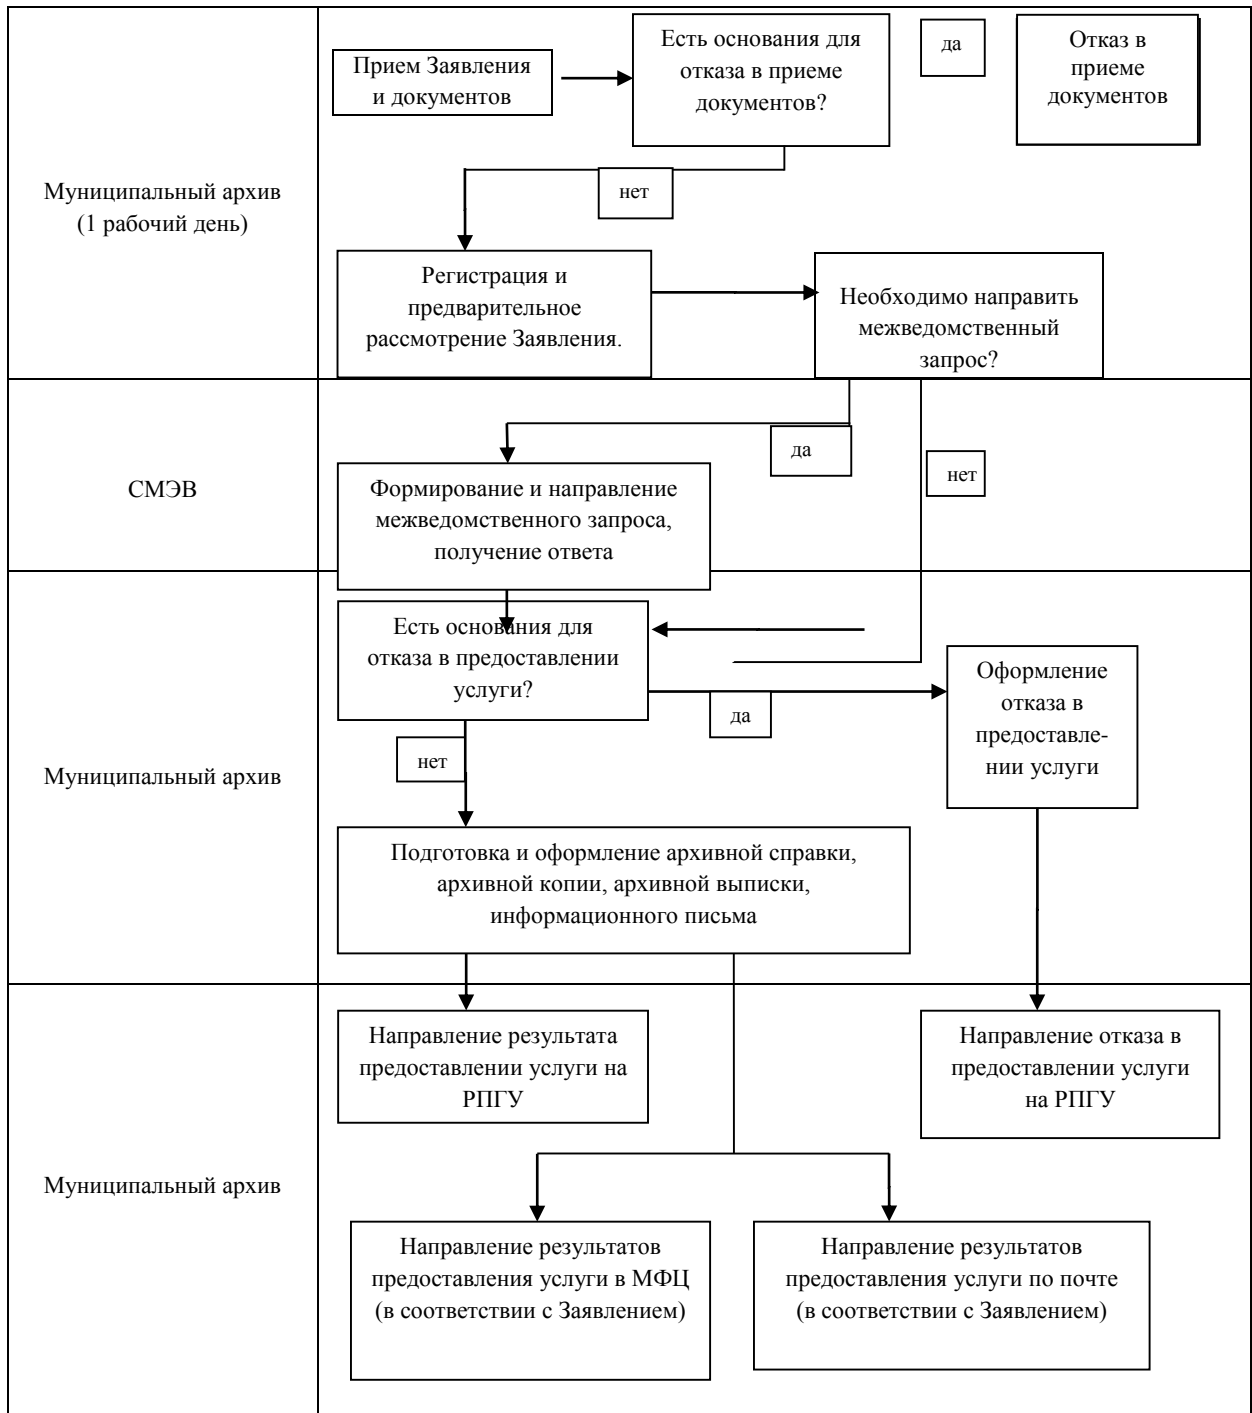 Прием Заявления
и документов
Есть основания для
отказа в приеме
документов?
да
Отказ в
приеме
документов
Муниципальный архив
(1 рабочий день)
нет
Регистрация и
предварительное
рассмотрение Заявления.
Необходимо направить
межведомственный
запрос?
СМЭВ
да
нет
Формирование и направление
межведомственного запроса,
получение ответа
Муниципальный архив
Есть основания для
отказа в предоставлении
услуги?
да
Оформление
отказа в
предоставле-
нии услуги
нет
Подготовка и оформление архивной справки,
архивной копии, архивной выписки,
информационного письма
Муниципальный архив
Направление результата
предоставлении услуги на
РПГУ
Направление отказа в
предоставлении услуги
на РПГУ
Направление результатов
предоставления услуги в МФЦ
(в соответствии с Заявлением)
Направление результатов
предоставления услуги по почте
(в соответствии с Заявлением)